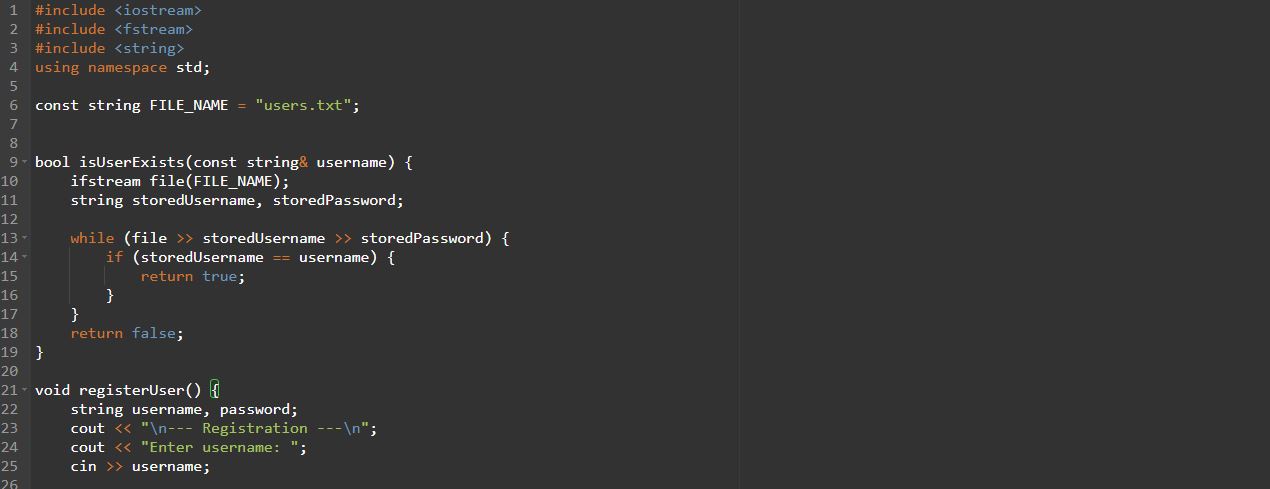 1 #include <iostream>
2 #include <fstream>
3 #include <string>
4 using namespace std;
5
6 const string FILE_NAME = "users.txt";
7
8
9 bool isUserExists(const string& username) {
10     ifstream file(FILE_NAME);
11     string storedUsername, storedPassword;
12
13     while (file >> storedUsername >> storedPassword) {
14         if (storedUsername == username) {
15             return true;
16         }
17     }
18     return false;
19 }
20
21 void registerUser() {
22     string username, password;
23     cout << "\n--- Registration ---\n";
24     cout << "Enter username: ";
25     cin >> username;
26